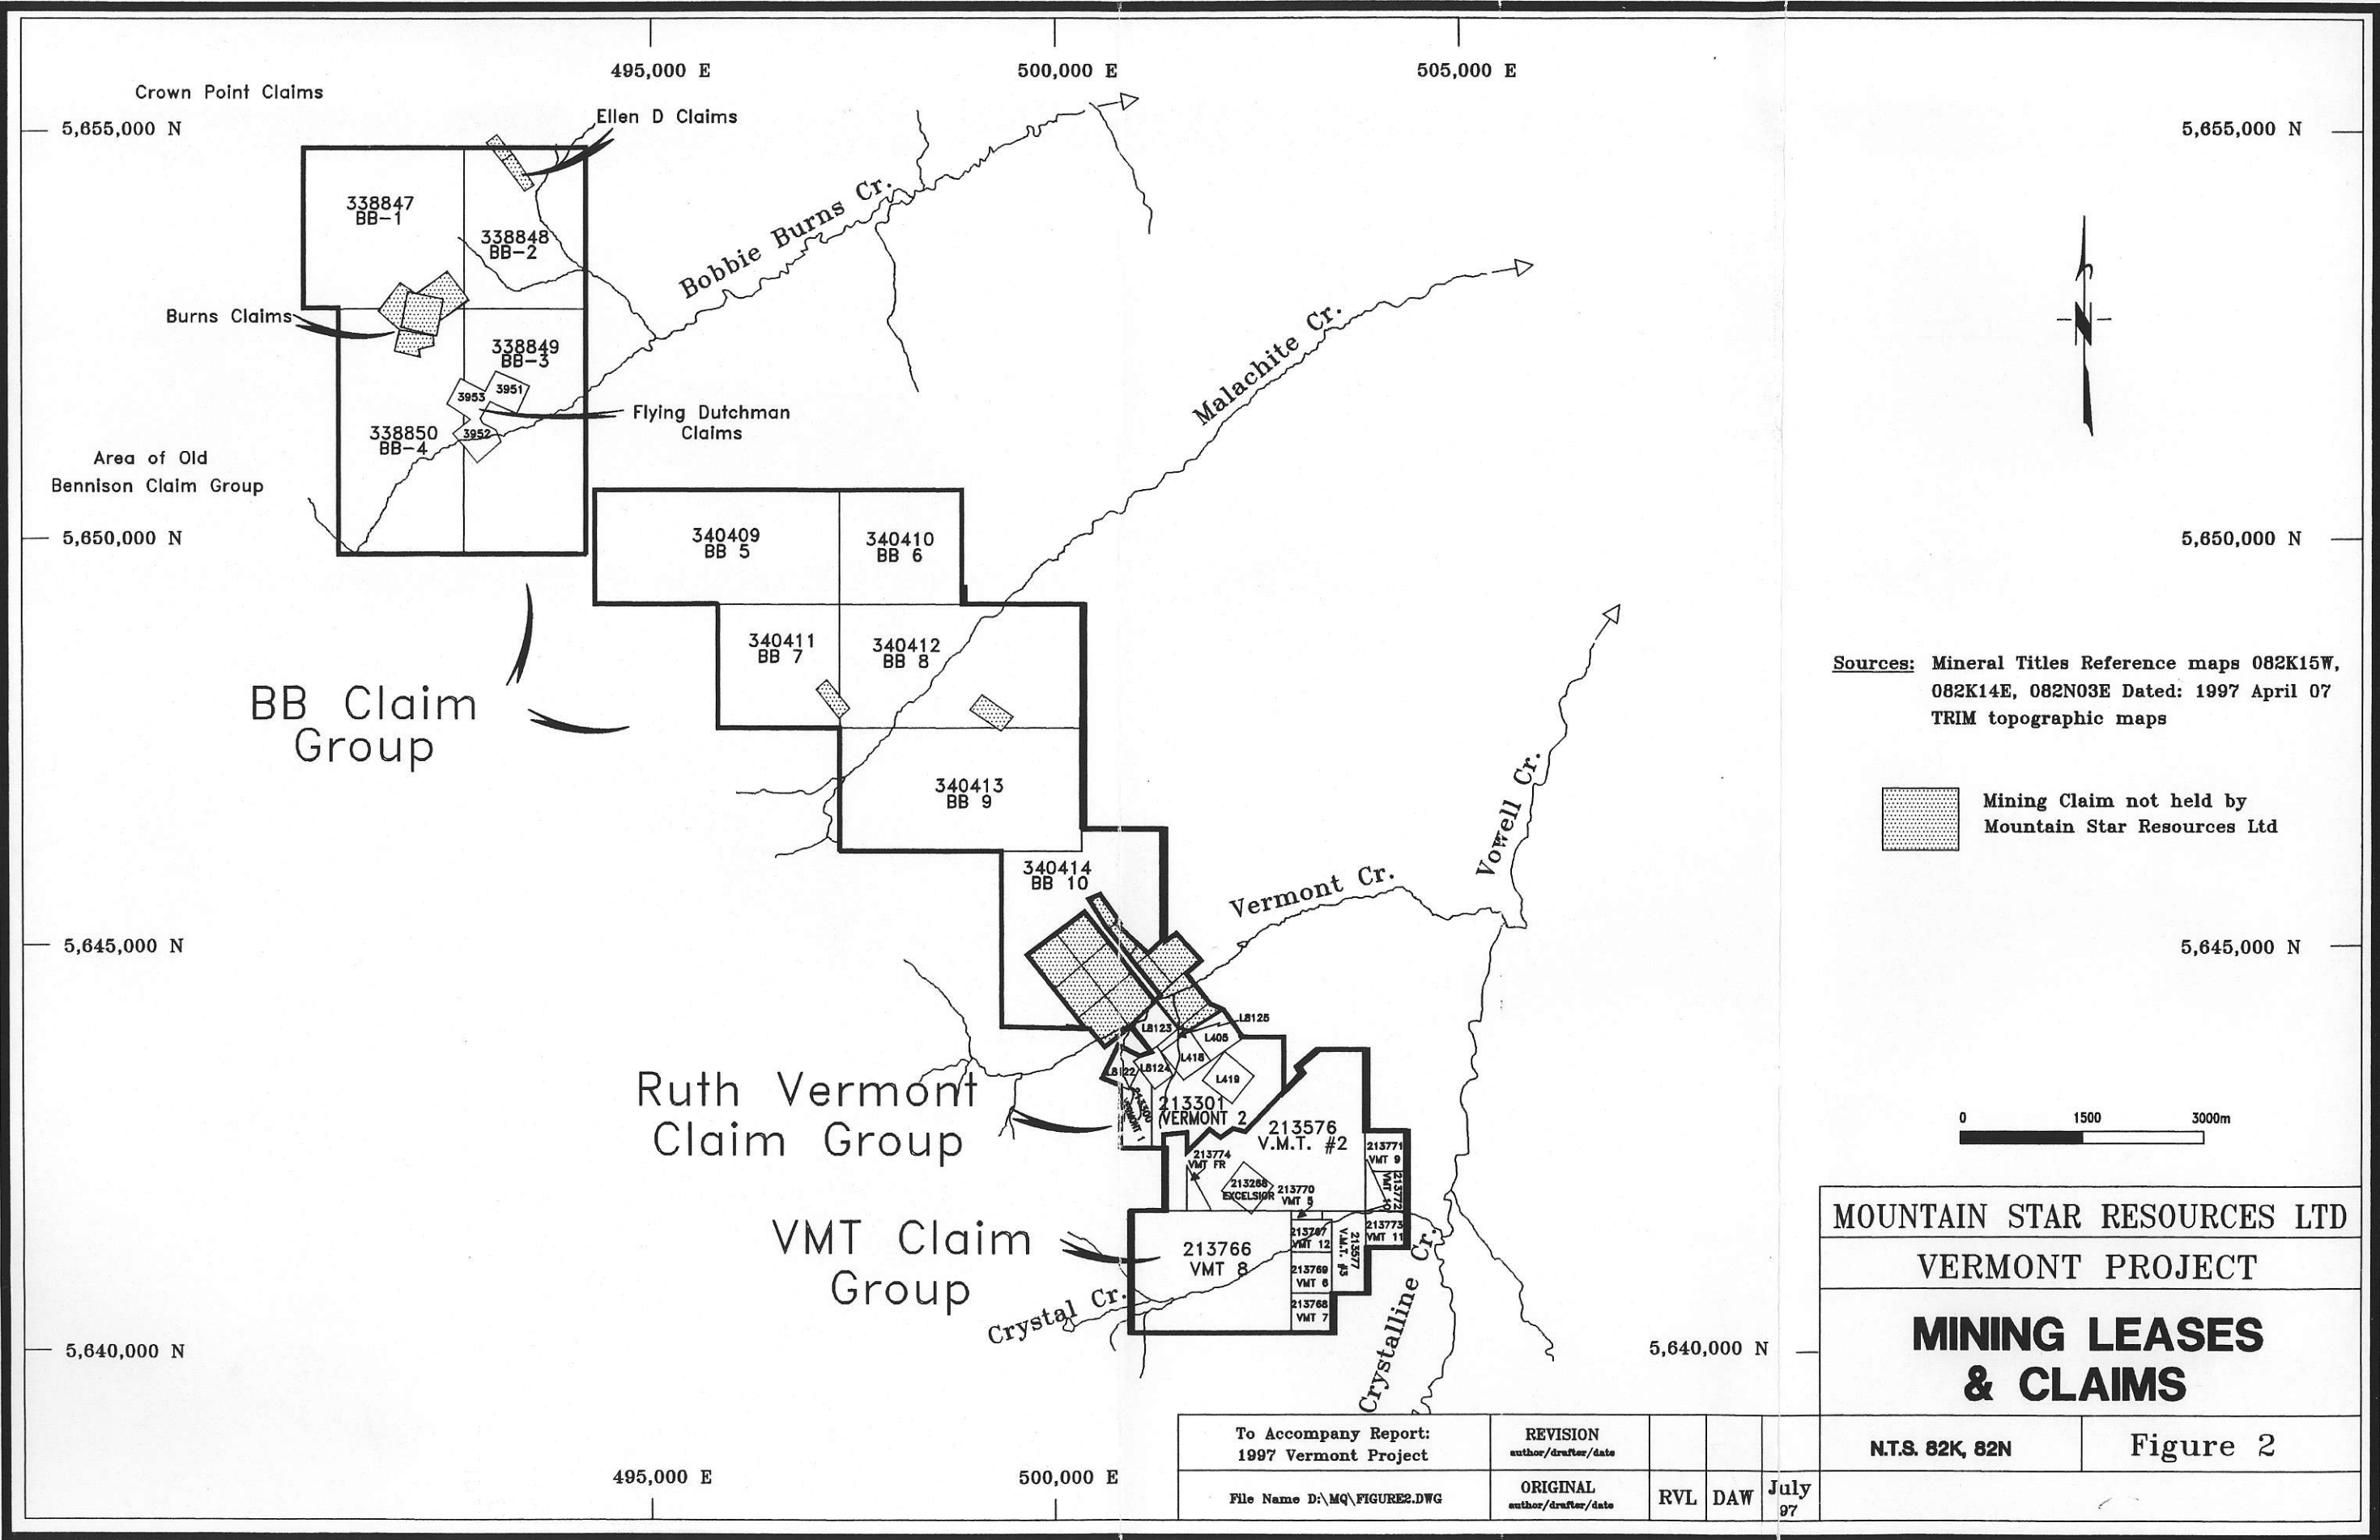 495,000 E
500,000 E
505,000 E
Crown Point Claims
Ellen D Claims
5,655,000 N
5,655,000 N
338847
BB-1
338848
BB-2
Bobbie Burns Cr.
Burns Claims
338849
BB-3
Malachite Cr.
3951
3953
3952
Flying Dutchman
Claims
338850
BB-4
Area of Old
Bennison Claim Group
5,650,000 N
5,650,000 N
340409
BB 5
340410
BB 6
340411
BB 7
340412
BB 8
BB Claim
Group
N
Sources: Mineral Titles Reference maps 082K15W,
082K14E, 082N03E Dated: 1997 April 07
TRIM topographic maps
Mining Claim not held by
Mountain Star Resources Ltd
340413
BB 9
Vowell Cr.
340414
BB 10
Vermont Cr.
5,645,000 N
5,645,000 N
L8123
L8125
L405
L418
L8122
L8124
L419
Ruth Vermont
Claim Group
213300
VERMONT 1
213301
VERMONT 2
213576
V.M.T. #2
0 1500 3000m
213771
VMT 9
213774
VMT FR
213772
VMT 10
213268
EXCELSIOR
213770
VMT 5
VMT Claim
Group
213766
VMT 8
213767
VMT 12
213577
V.M.T. #3
213773
VMT 11
213769
VMT 6
213768
VMT 7
Crystal Cr.
Crystalline Cr.
5,640,000 N
5,640,000 N
495,000 E
500,000 E
MOUNTAIN STAR RESOURCES LTD
VERMONT PROJECT
MINING LEASES
& CLAIMS
N.T.S. 82K, 82N
Figure 2
To Accompany Report:
1997 Vermont Project
REVISION
author/drafter/date
File Name D:\MQ\FIGURE2.DWG
ORIGINAL
author/drafter/date
RVL
DAW
July
97